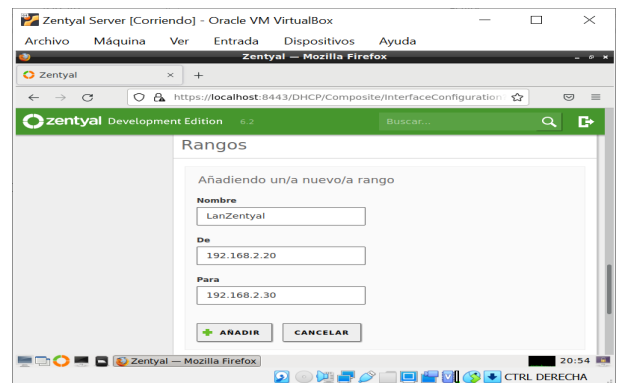 Zentyal Server [Corriendo] - Oracle VM VirtualBox
Archivo Máquina Ver Entrada Dispositivos Ayuda
Zentyal — Mozilla Firefox
Zentyal
https://localhost:8443/DHCP/Composite/InterfaceConfiguration
zentyal Development Edition 6.2 Buscar...
Rangos
Añadiendo un/a nuevo/a rango
Nombre
LanZentyal
De
192.168.2.20
Para
192.168.2.30
AÑADIR CANCELAR
Zentyal — Mozilla Firefox 20:54
CTRL DERECHA